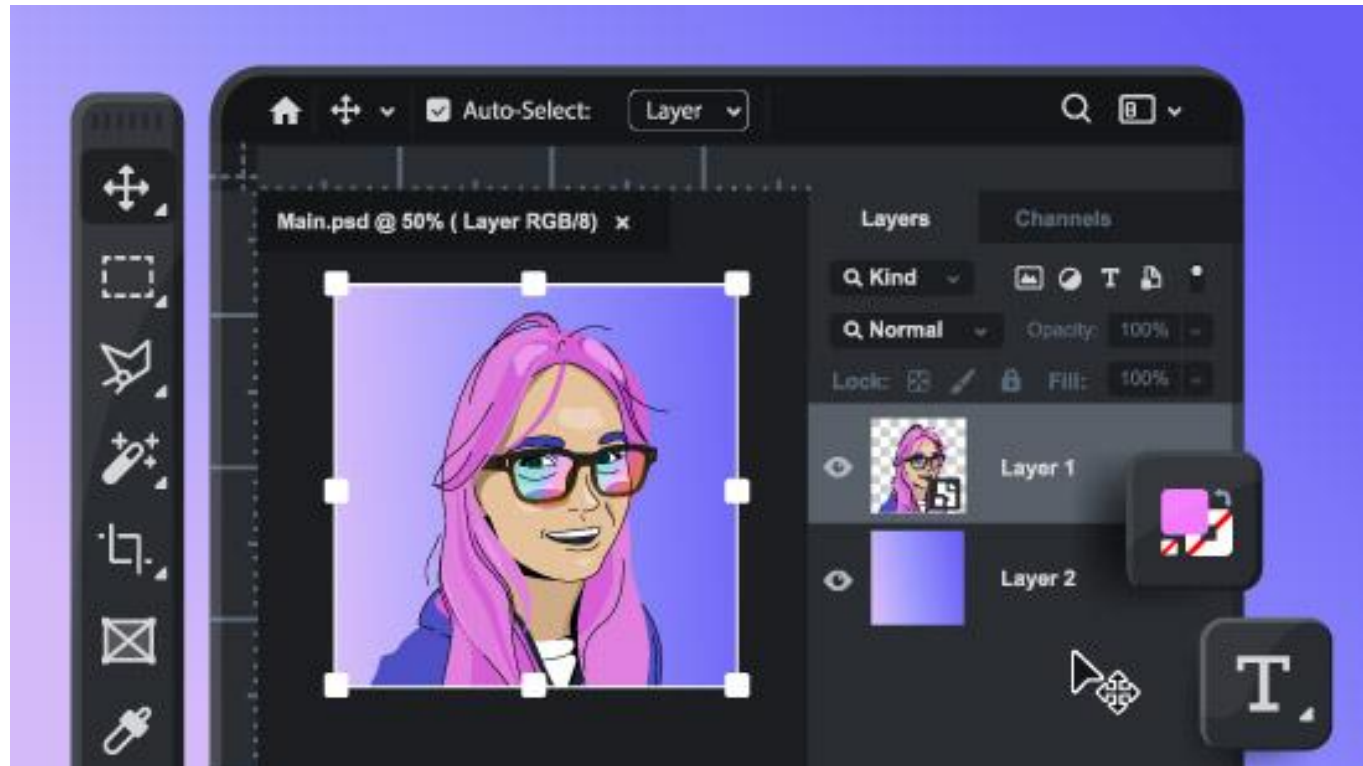 Auto-Select: Layer
Main.psd @ 50% ( Layer RGB/8) x
Layers Channels
Kind T
Normal Opacity: 100%
Lock: Fill: 100%
Layer 1
Layer 2
T